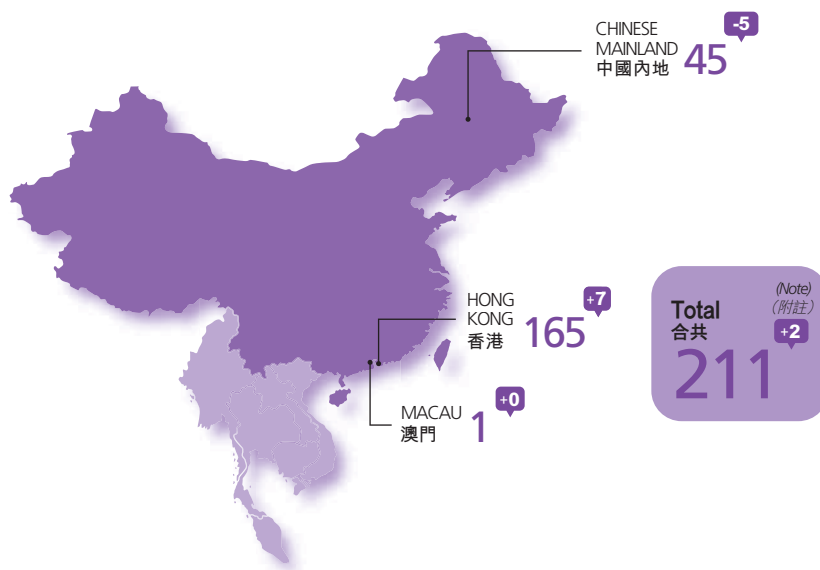 CHINESE
MAINLAND
中國內地
45
-5
HONG
KONG
香港
165
+7
MACAU
澳門
1
+0
(Note)
(附註)
Total
合共
211
+2